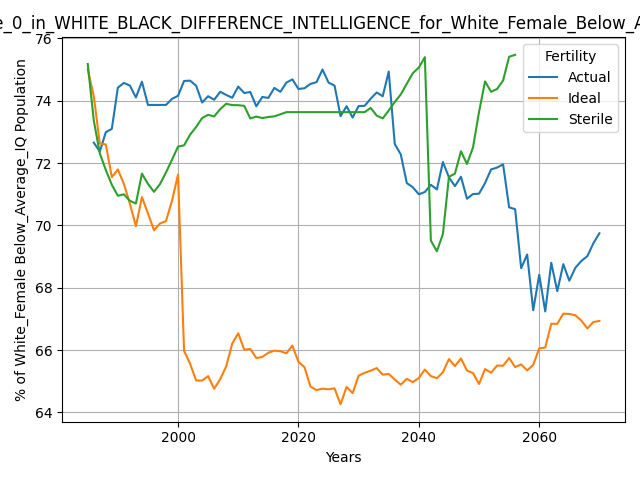 e_0_in_WHITE_BLACK_DIFFERENCE_INTELLIGENCE_for_White_Female_Below_A
76
74
72
70
68
66
64
% of White_Female Below_Average_IQ Population
Fertility
Actual
Ideal
Sterile
2000
2020
2040
2060
Years